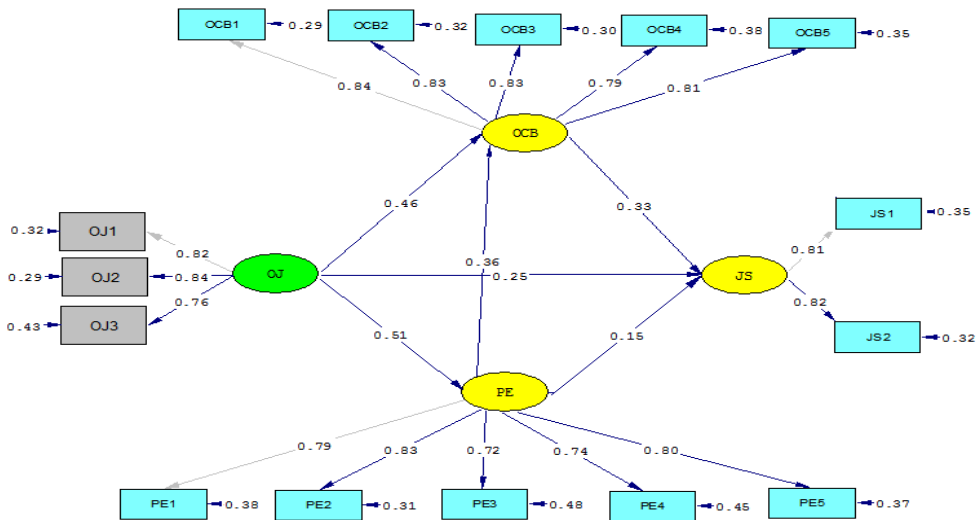 OCB1 0.29 OCB2 0.32 OCB3 0.30 OCB4 0.38 OCB5 0.35
0.84 0.83 0.83 0.79 0.81
OCB
0.46 0.33
0.32 OJ1 0.82 JS1 0.35
0.81
0.36
0.29 OJ2 0.84 OJ 0.25 JS
0.43 OJ3 0.76 0.82
0.51 0.15 JS2 0.32
PE
0.79 0.83 0.72 0.74 0.80
PE1 0.38 PE2 0.31 PE3 0.48 PE4 0.45 PE5 0.37